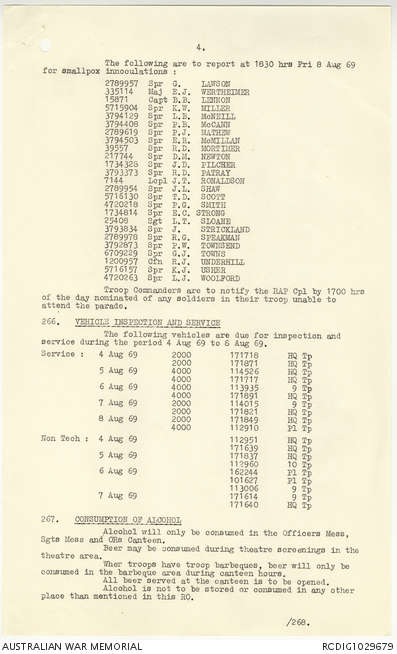 4.
The following are to report at 1830 hrs Fri 8 Aug 69
for smallpox innoculations :
2789957 Spr G. LAWSON
335114 Maj E.J. WERTHEIMER
15871 Capt B.B. LENNON
5715904 Spr K.W. MILLER
3794129 Spr L.B. McNEILL
3794408 Spr P.B. McCANN
2789619 Spr P.J. MATHEW
3794503 Spr E.R. McMILLAN
39557 Spr R.D. MORTIMER
217744 Spr D.M. NEWTON
1734326 Spr J.D. PILCHER
3793373 Spr R.D. PATRAY
7144 Lcpl J.T. RONALDSON
2789954 Spr J.L. SHAW
5716130 Spr T.D. SCOTT
4720218 Spr P.G. SMITH
1734814 Spr E.C. STRONG
25408 Sgt L.T. SLOANE
3793834 Spr J. STRICKLAND
2789978 Spr R.G. SPEAKMAN
3792873 Spr P.W. TOWNSEND
6709229 Spr G.J. TOWNS
1200957 Cfn R.J. UNDERHILL
5716157 Spr K.J. USHER
4720263 Spr L.J. WOOLFORD
Troop Commanders are to notify the RAP Cpl by 1700 hrs
of the day nominated of any soldiers in their troop unable to
attend the parade.
266. VEHICLE INSPECTION AND SERVICE
The following vehicles are due for inspection and
service during the period 4 Aug 69 to 8 Aug 69.
Service : 4 Aug 69 2000 171718 HQ Tp
2000 171871 HQ Tp
5 Aug 69 4000 114526 HQ Tp
4000 171717 HQ Tp
6 Aug 69 4000 113935 9 Tp
4000 171891 HQ Tp
7 Aug 69 2000 114015 9 Tp
2000 171821 HQ Tp
8 Aug 69 2000 171849 HQ Tp
4000 112910 Pl Tp
Non Tech : 4 Aug 69 112951 HQ Tp
171639 HQ Tp
5 Aug 69 171837 HQ Tp
112960 10 Tp
6 Aug 69 162244 Pl Tp
101627 Pl Tp
113006 9 Tp
7 Aug 69 171614 9 Tp
171640 HQ Tp
267. CONSUMPTION OF ALCOHOL
Alcohol will only be consumed in the Officers Mess,
Sgts Mess and ORs Canteen.
Beer may be consumed during theatre screenings in the
theatre area.
Wher troops have troop barbeques, beer will only be
consumed in the barbeque area during canteen hours.
All beer served at the canteen is to be opened.
Alcohol is not to be stored or consumed in any other
place than mentioned in this RO.
/268.
AUSTRALIAN WAR MEMORIAL
RCDIG1029679